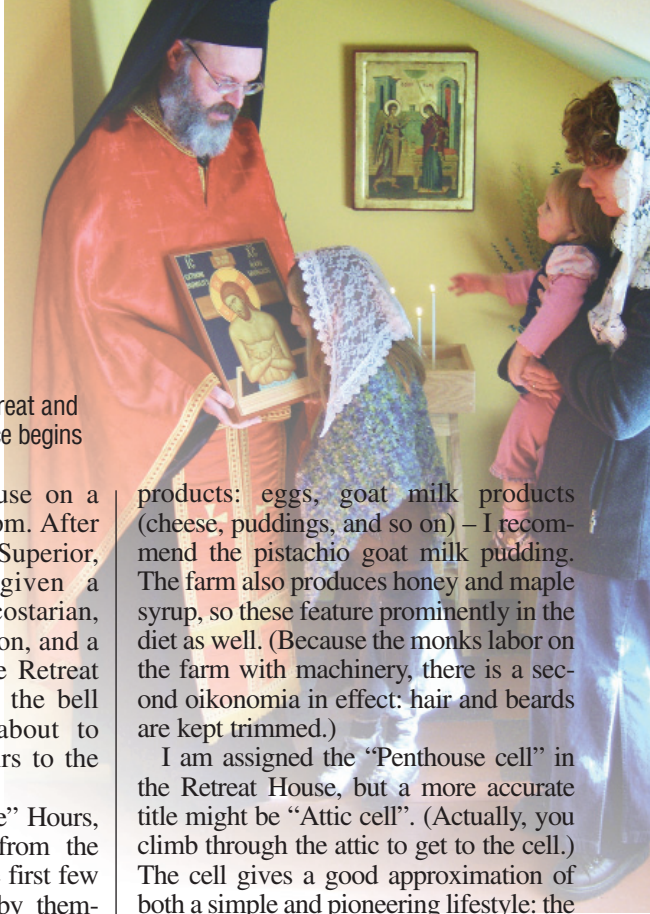 reat and
ce begins
use on a
om. After
Superior,
given a
costarian,
on, and a
e Retreat
the bell
about to
rs to the
e” Hours,
from the
first few
by them-
products: eggs, goat milk products
(cheese, puddings, and so on) – I recom-
mend the pistachio goat milk pudding.
The farm also produces honey and maple
syrup, so these feature prominently in the
diet as well. (Because the monks labor on
the farm with machinery, there is a sec-
ond oikonomia in effect: hair and beards
are kept trimmed.)
I am assigned the “Penthouse cell” in
the Retreat House, but a more accurate
title might be “Attic cell”. (Actually, you
climb through the attic to get to the cell.)
The cell gives a good approximation of
both a simple and pioneering lifestyle: the